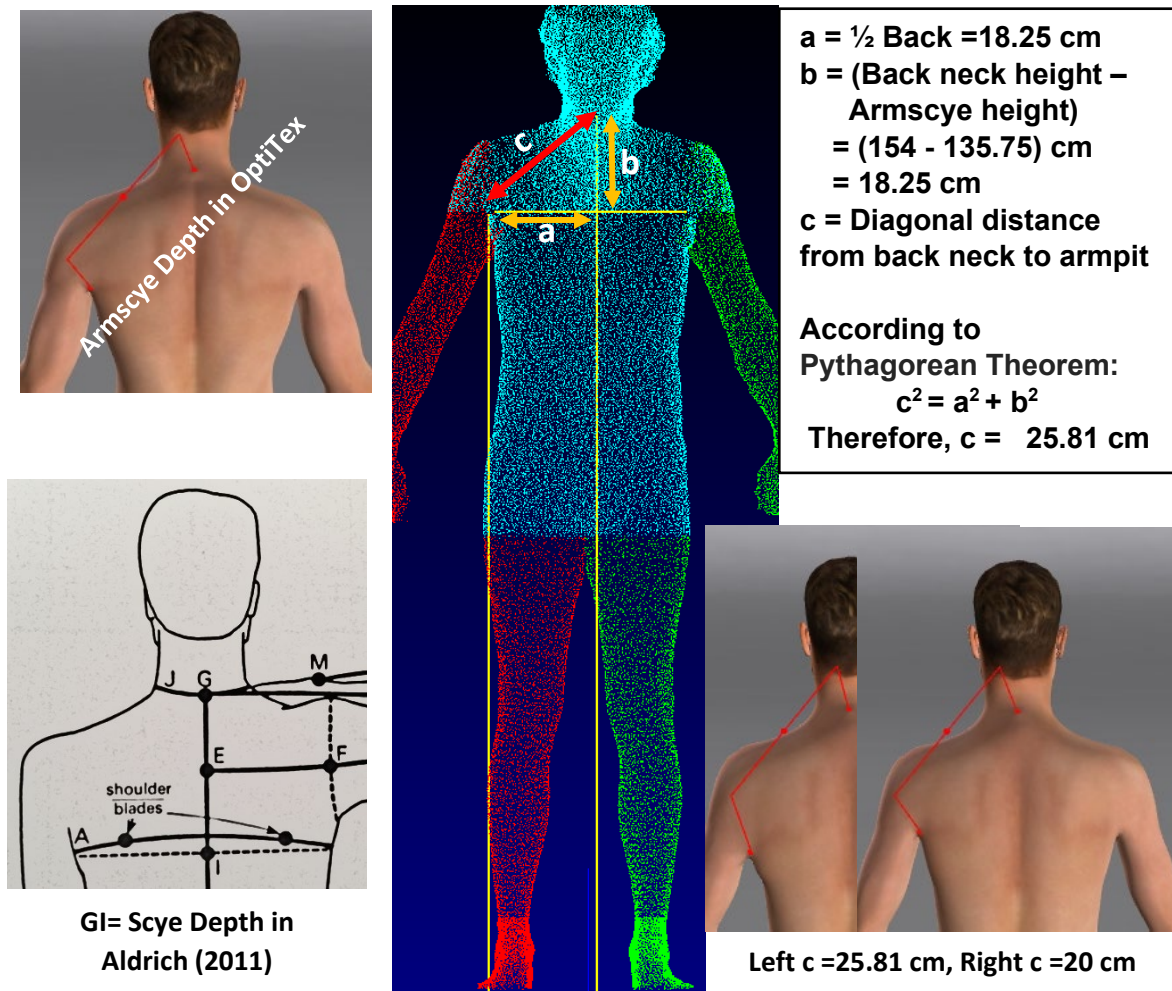 Armscye Depth in OptiTex
c
b
a
a = ½ Back =18.25 cm
b = (Back neck height –
Armscye height)
= (154 - 135.75) cm
= 18.25 cm
c = Diagonal distance
from back neck to armpit
According to
Pythagorean Theorem:
c² = a² + b²
Therefore, c = 25.81 cm
J G M
E F
shoulder
blades
A
I
GI= Scye Depth in
Aldrich (2011)
Left c =25.81 cm, Right c =20 cm